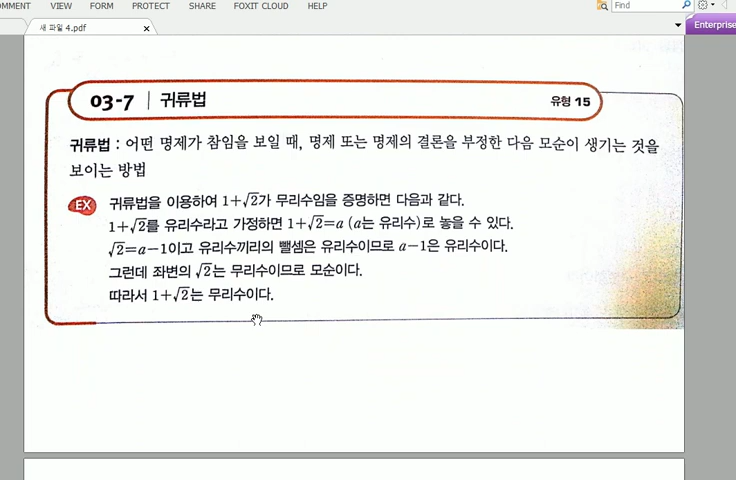 OMMENT VIEW FORM PROTECT SHARE FOXIT CLOUD HELP Find
새 파일 4.pdf Enterprise
03-7 귀류법 유형 15
귀류법 : 어떤 명제가 참임을 보일 때, 명제 또는 명제의 결론을 부정한 다음 모순이 생기는 것을
보이는 방법
EX 귀류법을 이용하여 1+√2가 무리수임을 증명하면 다음과 같다.
1+√2를 유리수라고 가정하면 1+√2=a (a는 유리수)로 놓을 수 있다.
√2=a−1이고 유리수끼리의 뺄셈은 유리수이므로 a−1은 유리수이다.
그런데 좌변의 √2는 무리수이므로 모순이다.
따라서 1+√2는 무리수이다.